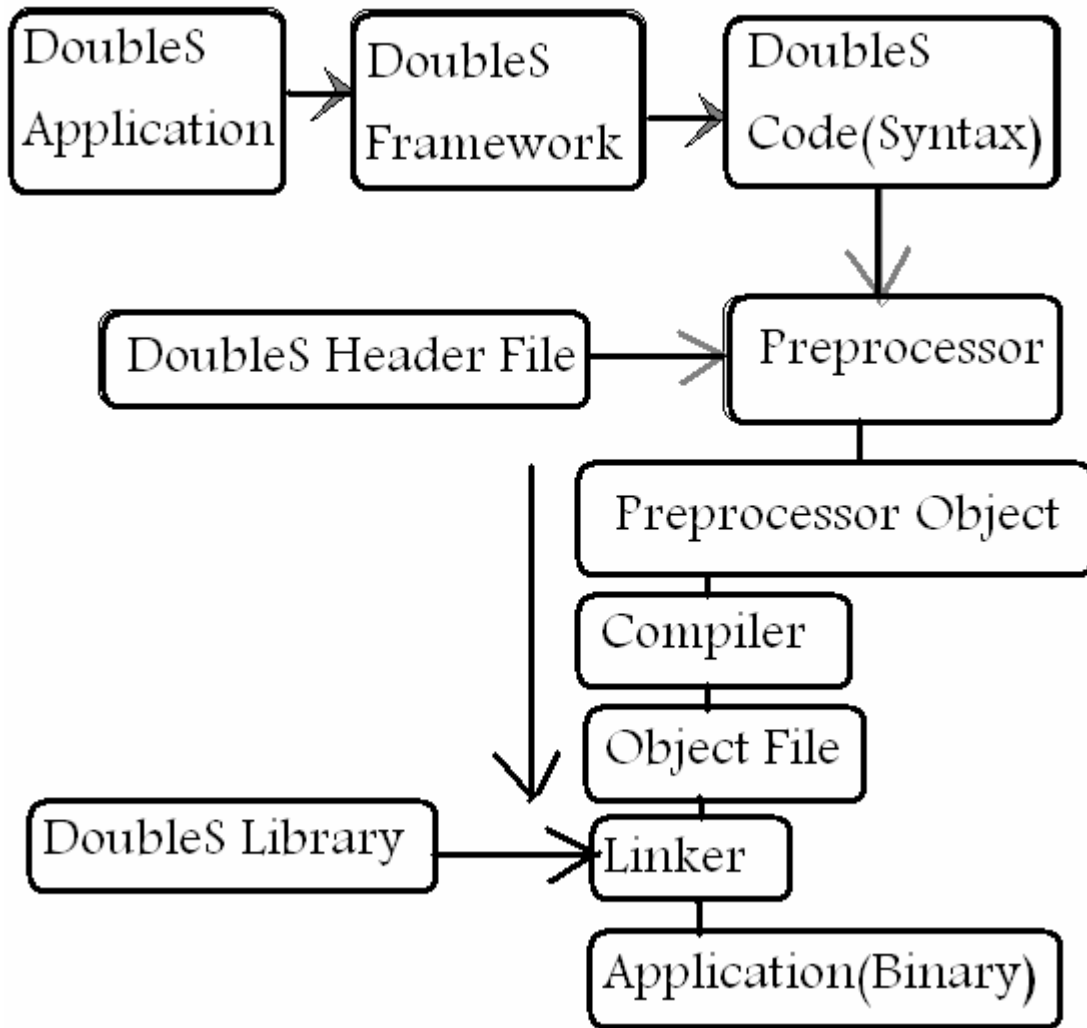 DoubleS
Application
DoubleS
Framework
DoubleS
Code(Syntax)
DoubleS Header File
Preprocessor
Preprocessor Object
Compiler
Object File
DoubleS Library
Linker
Application(Binary)